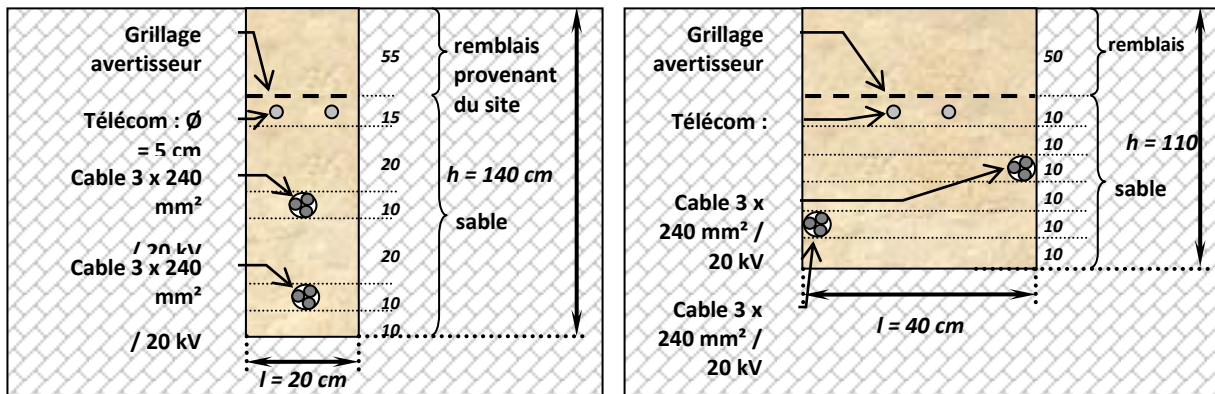 Grillage
avertisseur
Télécom : Ø
= 5 cm
Cable 3 x 240
mm²
/ 20 kV
Cable 3 x 240
mm²
/ 20 kV
55
15
20
10
20
10
10
remblais
provenant
du site
h = 140 cm
sable
l = 20 cm
Grillage
avertisseur
Télécom :
Cable 3 x
240 mm² /
20 kV
Cable 3 x
240 mm² /
20 kV
50
10
10
10
10
10
10
remblais
h = 110
sable
l = 40 cm